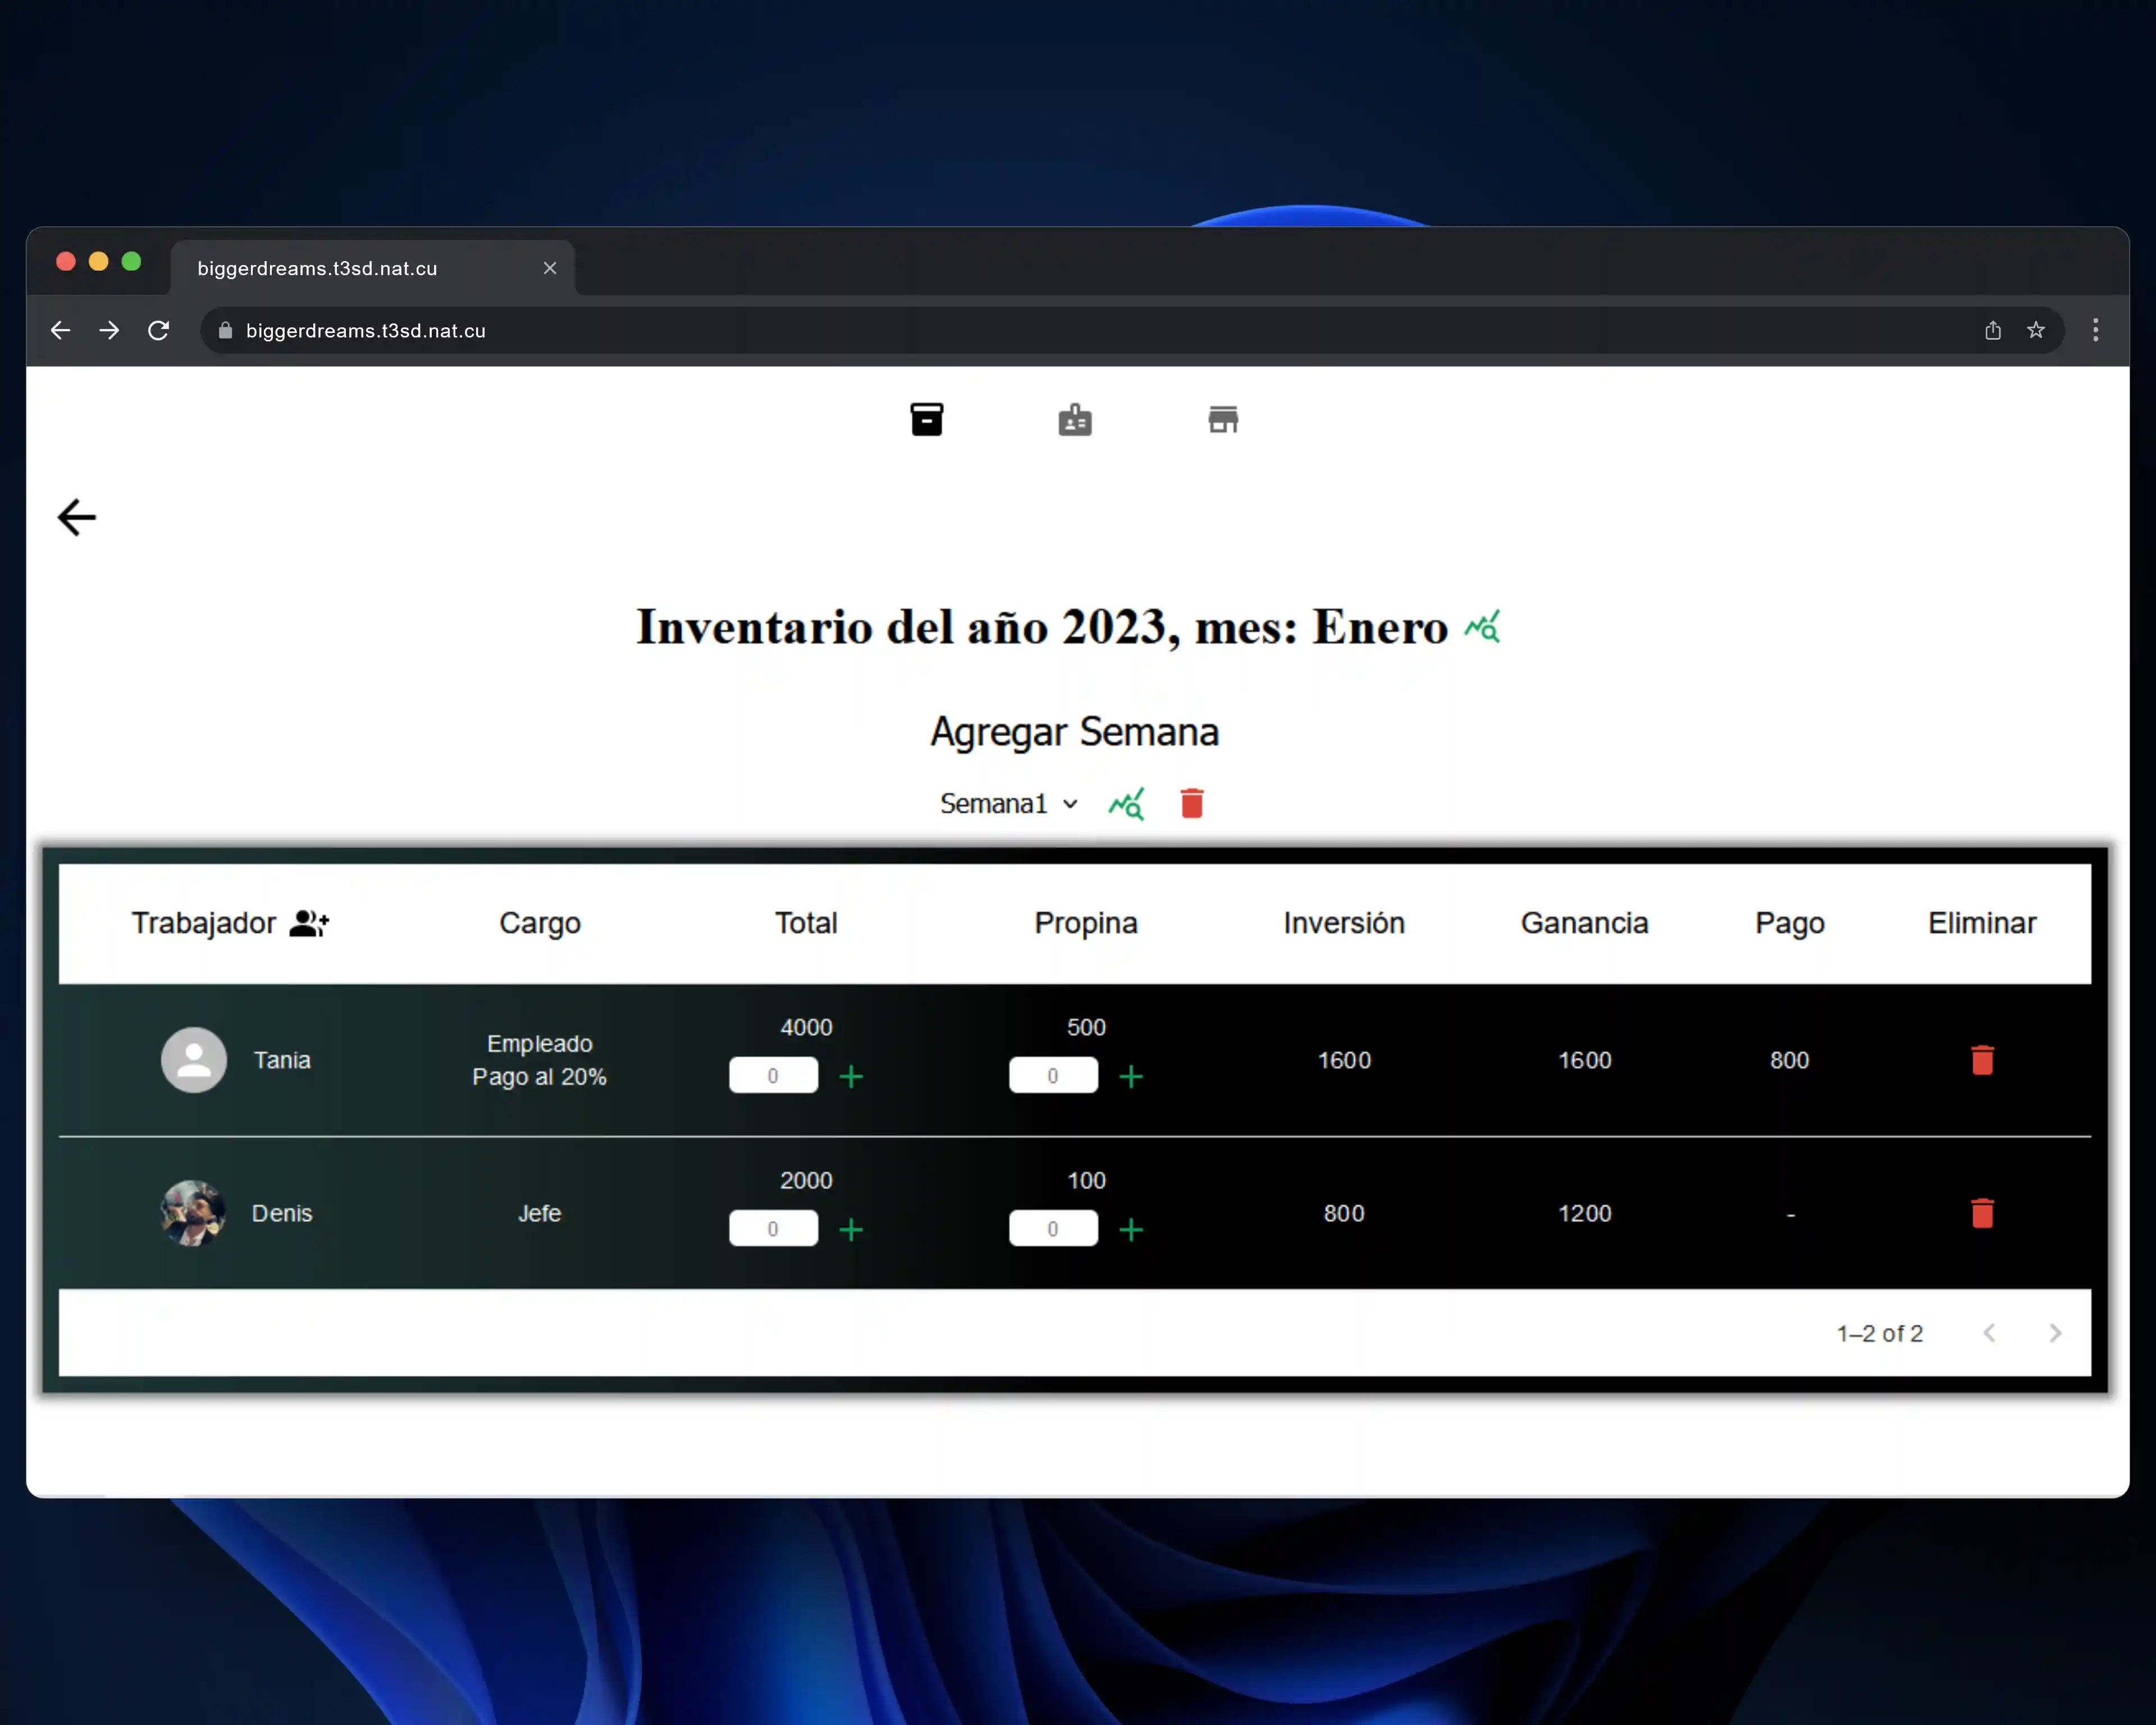 biggerdreams.t3sd.nat.cu
biggerdreams.t3sd.nat.cu
Inventario del año 2023, mes: Enero
Agregar Semana
Semana1
Trabajador Cargo Total Propina Inversión Ganancia Pago Eliminar
Tania Empleado Pago al 20% 4000 0 + 500 0 + 1600 1600 800
Denis Jefe 2000 0 + 100 0 + 800 1200 -
1–2 of 2